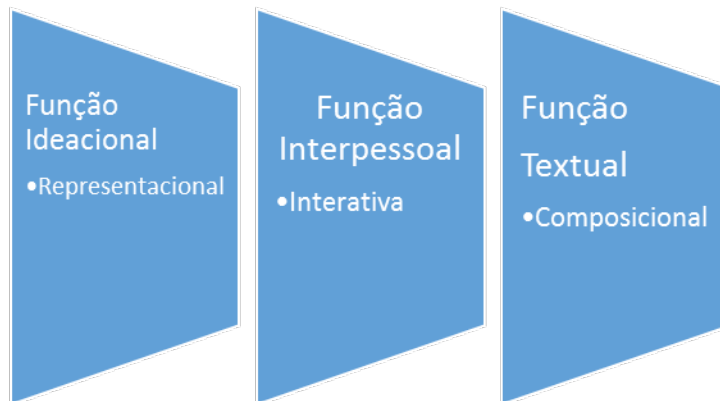 Função
Ideacional
•Representacional
Função
Interpessoal
•Interativa
Função
Textual
•Composicional